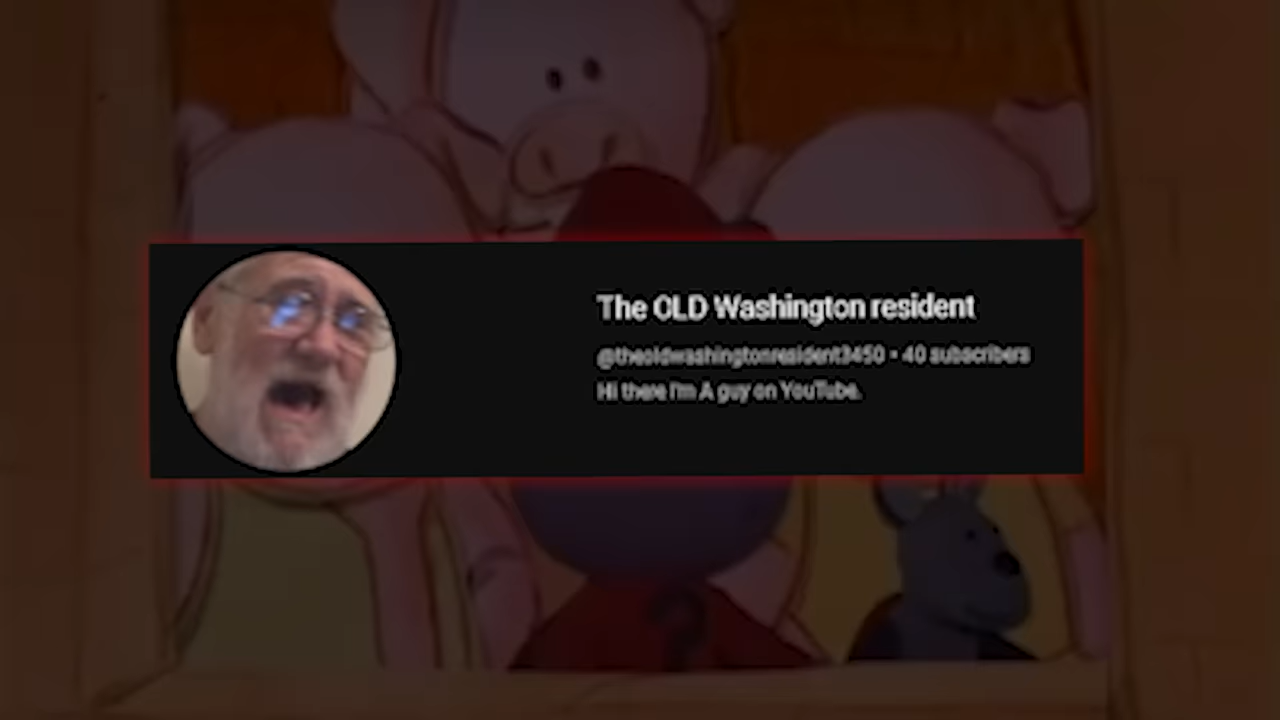 The OLD Washington resident
@theoldwashingtonresident3450 • 40 subscribers
Hi there I'm A guy on YouTube.